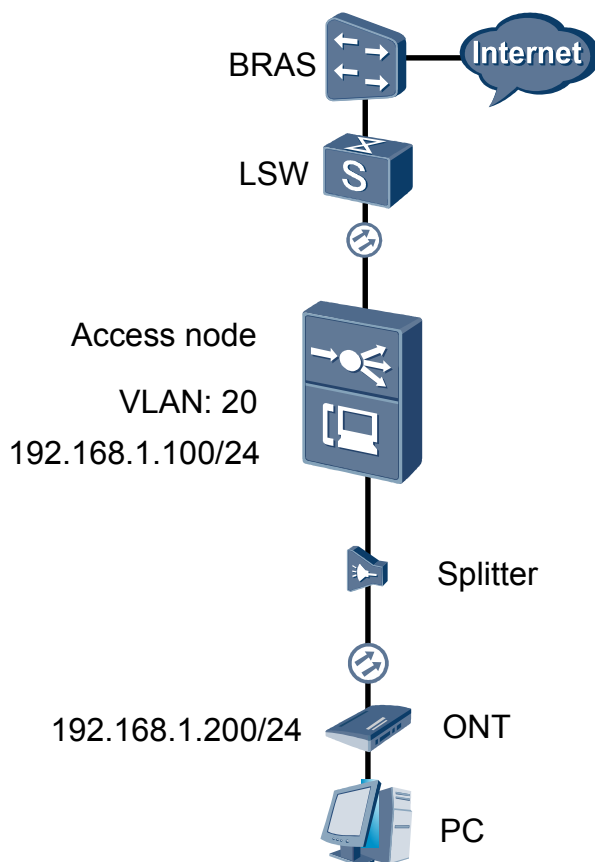 BRAS
Internet
LSW
S
Access node
VLAN: 20
192.168.1.100/24
Splitter
192.168.1.200/24
ONT
PC